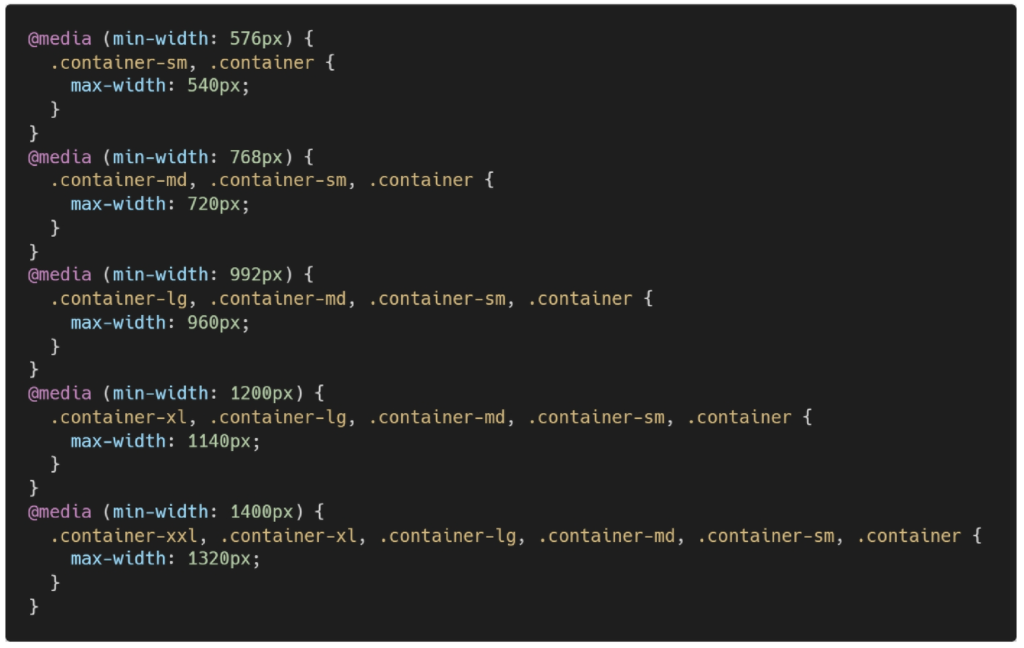 @media (min-width: 576px) {
  .container-sm, .container {
    max-width: 540px;
  }
}
@media (min-width: 768px) {
  .container-md, .container-sm, .container {
    max-width: 720px;
  }
}
@media (min-width: 992px) {
  .container-lg, .container-md, .container-sm, .container {
    max-width: 960px;
  }
}
@media (min-width: 1200px) {
  .container-xl, .container-lg, .container-md, .container-sm, .container {
    max-width: 1140px;
  }
}
@media (min-width: 1400px) {
  .container-xxl, .container-xl, .container-lg, .container-md, .container-sm, .container {
    max-width: 1320px;
  }
}